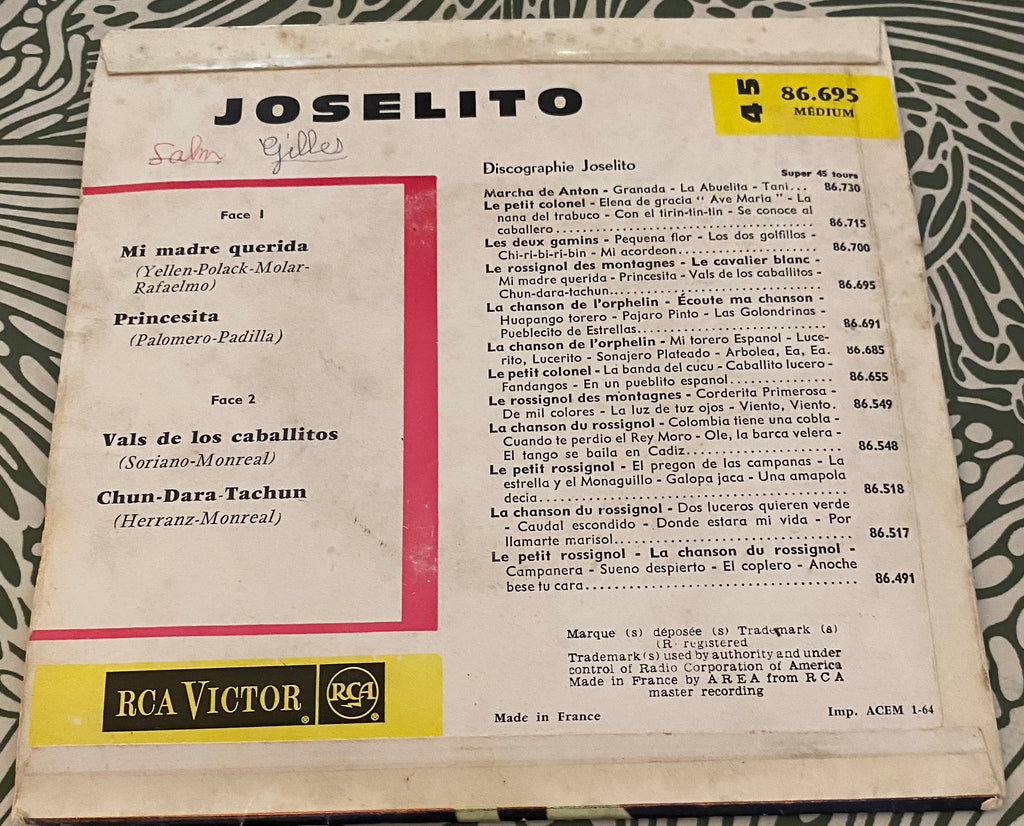 JOSELITO
45
86.695
MÉDIUM
Salm Gilles
Face 1
Mi madre querida
(Yellen-Polack-Molar-
Rafaelmo)
Princesita
(Palomero-Padilla)
Face 2
Vals de los caballitos
(Soriano-Monreal)
Chun-Dara-Tachun
(Herranz-Monreal)
RCA VICTOR ® RCA ®
Discographie Joselito
Super 45 tours
Marcha de Anton - Granada - La Abuelita - Tani... 86.730
Le petit colonel - Elena de gracia " Ave Maria " - La
nana del trabuco - Con el tirin-tin-tin - Se conoce al
caballero........ 86.715
Les deux gamins - Pequena flor - Los dos golfillos -
Chi-ri-bi-ri-bin - Mi acordeon........ 86.700
Le rossignol des montagnes - Le cavalier blanc -
Mi madre querida - Princesita - Vals de los caballitos -
Chun-dara-tachun........ 86.695
La chanson de l'orphelin - Écoute ma chanson -
Huapango torero - Pajaro Pinto - Las Golondrinas -
Pueblecito de Estrellas........ 86.691
La chanson de l'orphelin - Mi torero Espanol - Luce-
rito, Lucerito - Sonajero Plateado - Arbolea, Ea, Ea. 86.685
Le petit colonel - La banda del cucu - Caballito lucero -
Fandangos - En un pueblito espanol........ 86.655
Le rossignol des montagnes - Corderita Primerosa -
De mil colores - La luz de tuz ojos - Viento, Viento. 86.549
La chanson du rossignol - Colombia tiene una cobla -
Cuando te perdio el Rey Moro - Ole, la barca velera -
El tango se baila en Cadiz........ 86.548
Le petit rossignol - El pregon de las campanas - La
estrella y el Monaguillo - Galopa jaca - Una amapola
decia........ 86.518
La chanson du rossignol - Dos luceros quieren verde
- Caudal escondido - Donde estara mi vida - Por
llamarte marisol........ 86.517
Le petit rossignol - La chanson du rossignol -
Campanera - Sueno despierto - El coplero - Anoche
bese tu cara........ 86.491
Marque (s) déposée (s) Trademark (s)
(R- registered
Trademark(s) used by authority and under
control of Radio Corporation of America
Made in France by A R E A from R C A
master recording
Made in France
Imp. ACEM 1-64